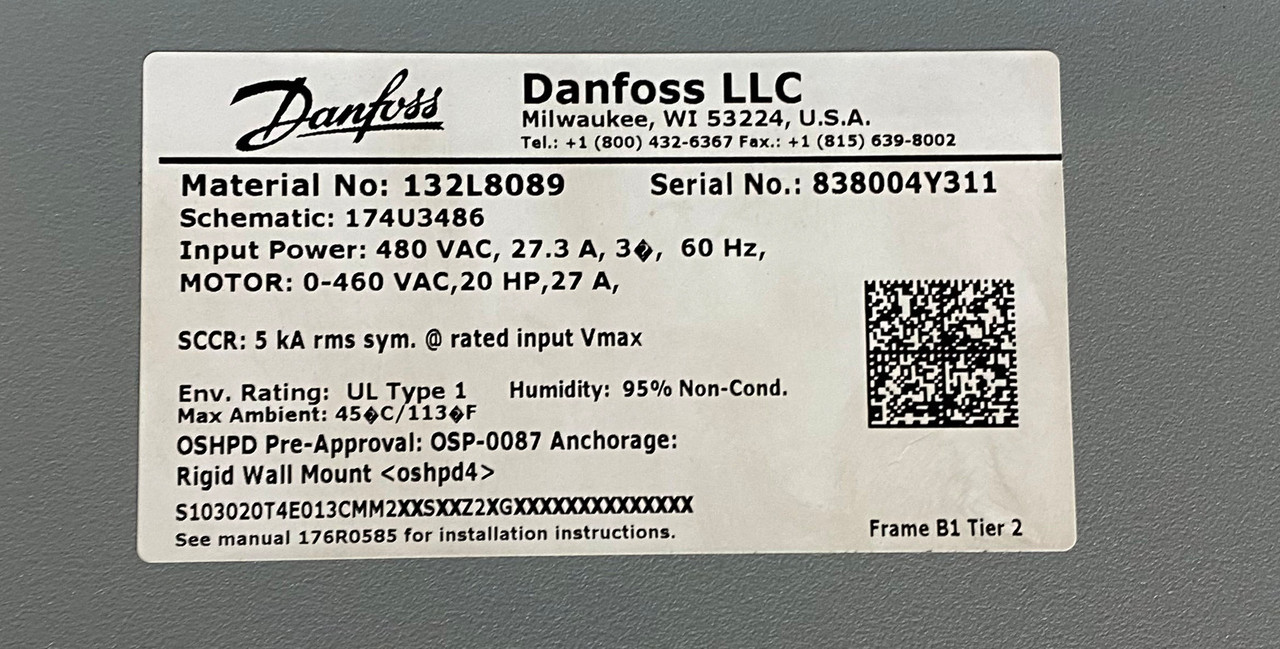 Danfoss
Danfoss LLC
Milwaukee, WI 53224, U.S.A.
Tel.: +1 (800) 432-6367 Fax.: +1 (815) 639-8002
Material No: 132L8089 Serial No.: 838004Y311
Schematic: 174U3486
Input Power: 480 VAC, 27.3 A, 3�, 60 Hz,
MOTOR: 0-460 VAC,20 HP,27 A,
SCCR: 5 kA rms sym. @ rated input Vmax
Env. Rating: UL Type 1 Humidity: 95% Non-Cond.
Max Ambient: 45�C/113�F
OSHPD Pre-Approval: OSP-0087 Anchorage:
Rigid Wall Mount <oshpd4>
S103020T4E013CMM2XXSXXZ2XGXXXXXXXXXXXXXX
See manual 176R0585 for installation instructions.
Frame B1 Tier 2